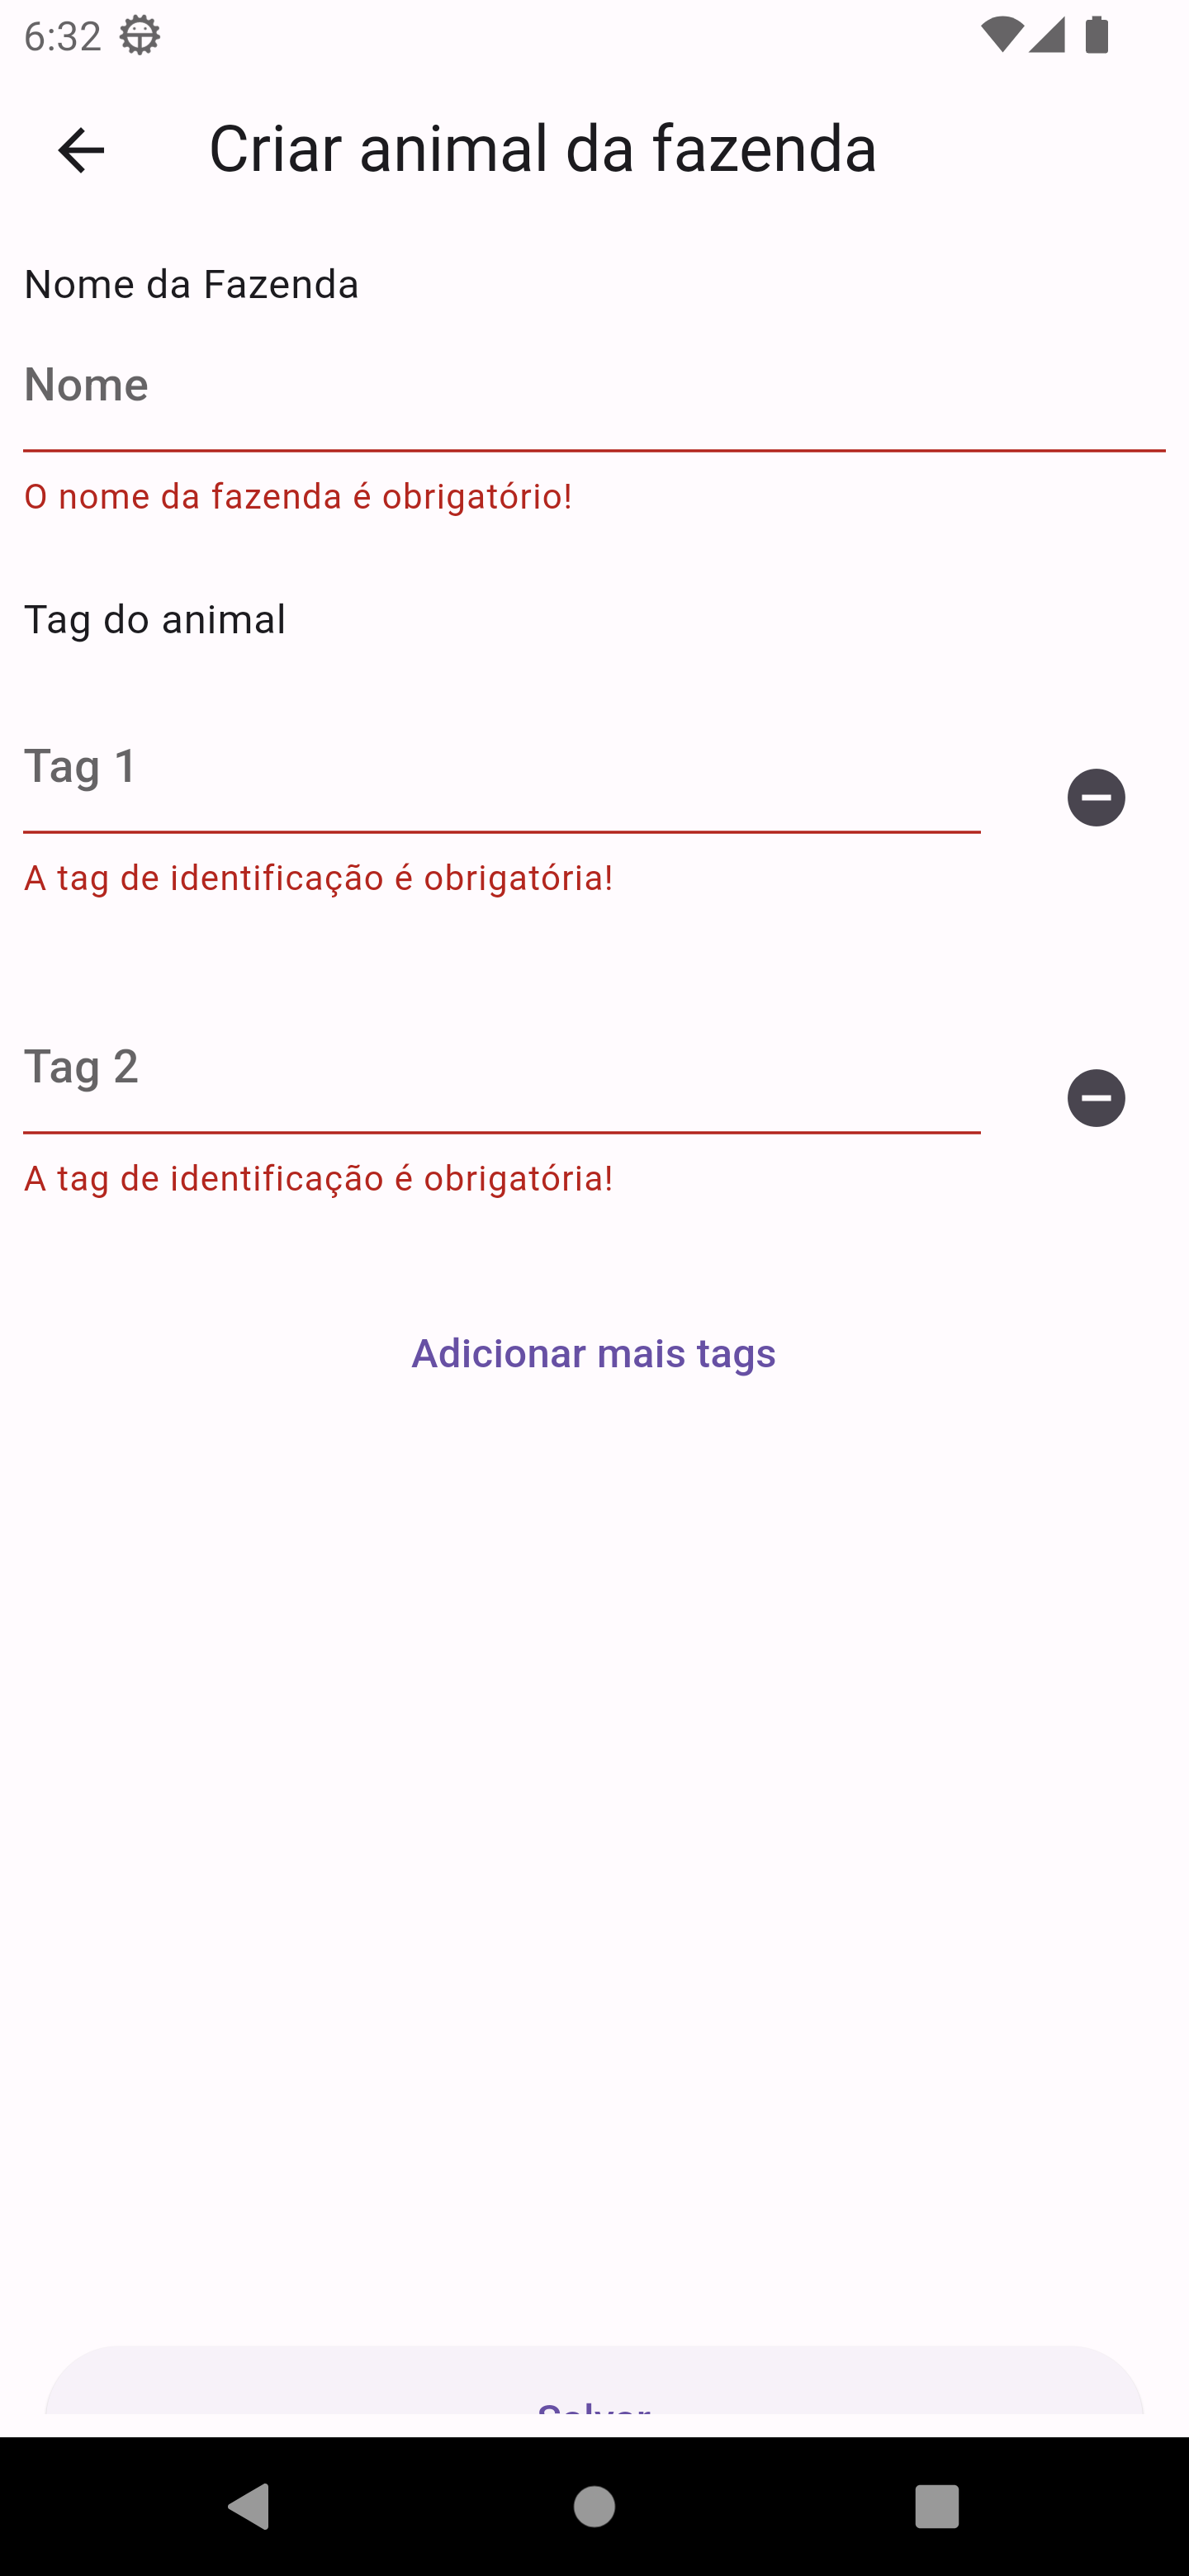 6:32
Criar animal da fazenda
Nome da Fazenda
Nome
O nome da fazenda é obrigatório!
Tag do animal
Tag 1
A tag de identificação é obrigatória!
Tag 2
A tag de identificação é obrigatória!
Adicionar mais tags
Salvar